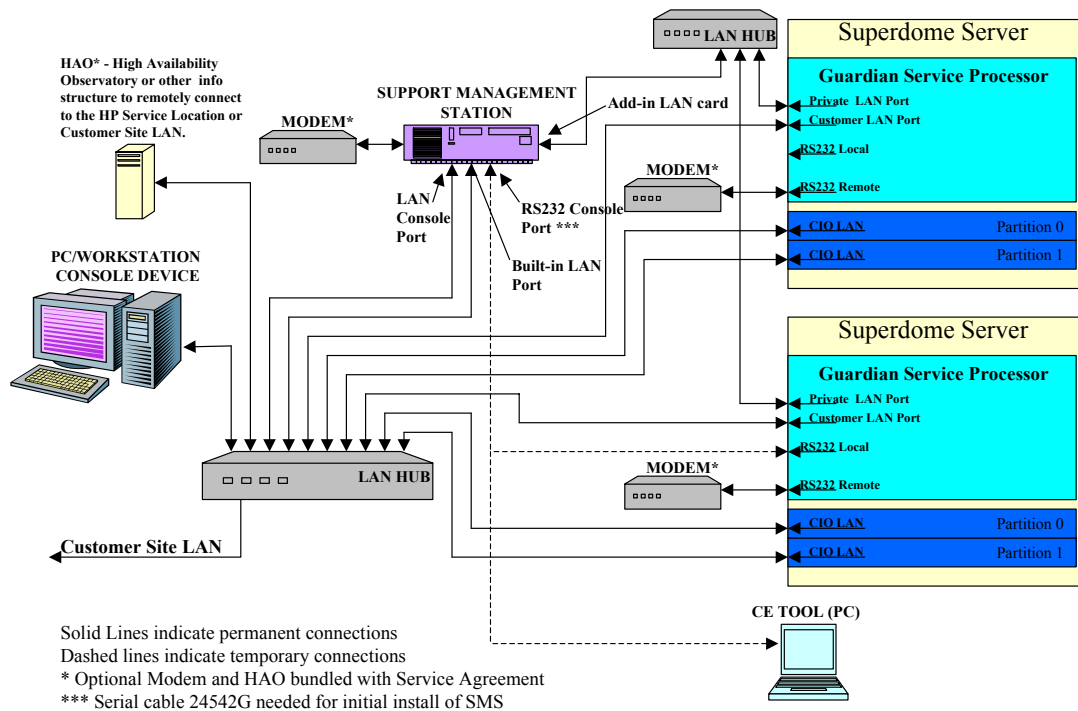 LAN HUB
Superdome Server
HAO* - High Availability
Observatory or other info
structure to remotely connect
to the HP Service Location or
Customer Site LAN.
Guardian Service Processor
SUPPORT MANAGEMENT
STATION
Add-in LAN card
Private LAN Port
Customer LAN Port
MODEM*
RS232 Local
MODEM*
RS232 Remote
LAN
Console
Port
RS232 Console
Port ***
CIO LAN
Partition 0
CIO LAN
Partition 1
Built-in LAN
Port
PC/WORKSTATION
CONSOLE DEVICE
Superdome Server
Guardian Service Processor
Private LAN Port
Customer LAN Port
RS232 Local
MODEM*
RS232 Remote
LAN HUB
CIO LAN
Partition 0
CIO LAN
Partition 1
Customer Site LAN
CE TOOL (PC)
Solid Lines indicate permanent connections
Dashed lines indicate temporary connections
* Optional Modem and HAO bundled with Service Agreement
*** Serial cable 24542G needed for initial install of SMS